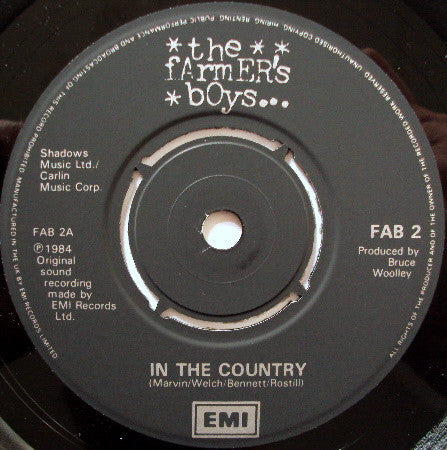 *the**
fArmER's
*bOys...
Shadows
Music Ltd./
Carlin
Music Corp.
FAB 2A
℗ 1984
Original
sound
recording
made by
EMI Records
Ltd.
FAB 2
Produced by
Bruce
Woolley
IN THE COUNTRY
(Marvin/Welch/Bennett/Rostill)
EMI
MANUFACTURED IN THE UK BY EMI RECORDS LIMITED
ALL RIGHTS OF THE PRODUCER AND OF THE OWNER OF THE RECORDED WORK RESERVED UNAUTHORISED COPYING HIRING RENTING PUBLIC PERFORMANCE AND BROADCASTING OF THIS RECORD PROHIBITED